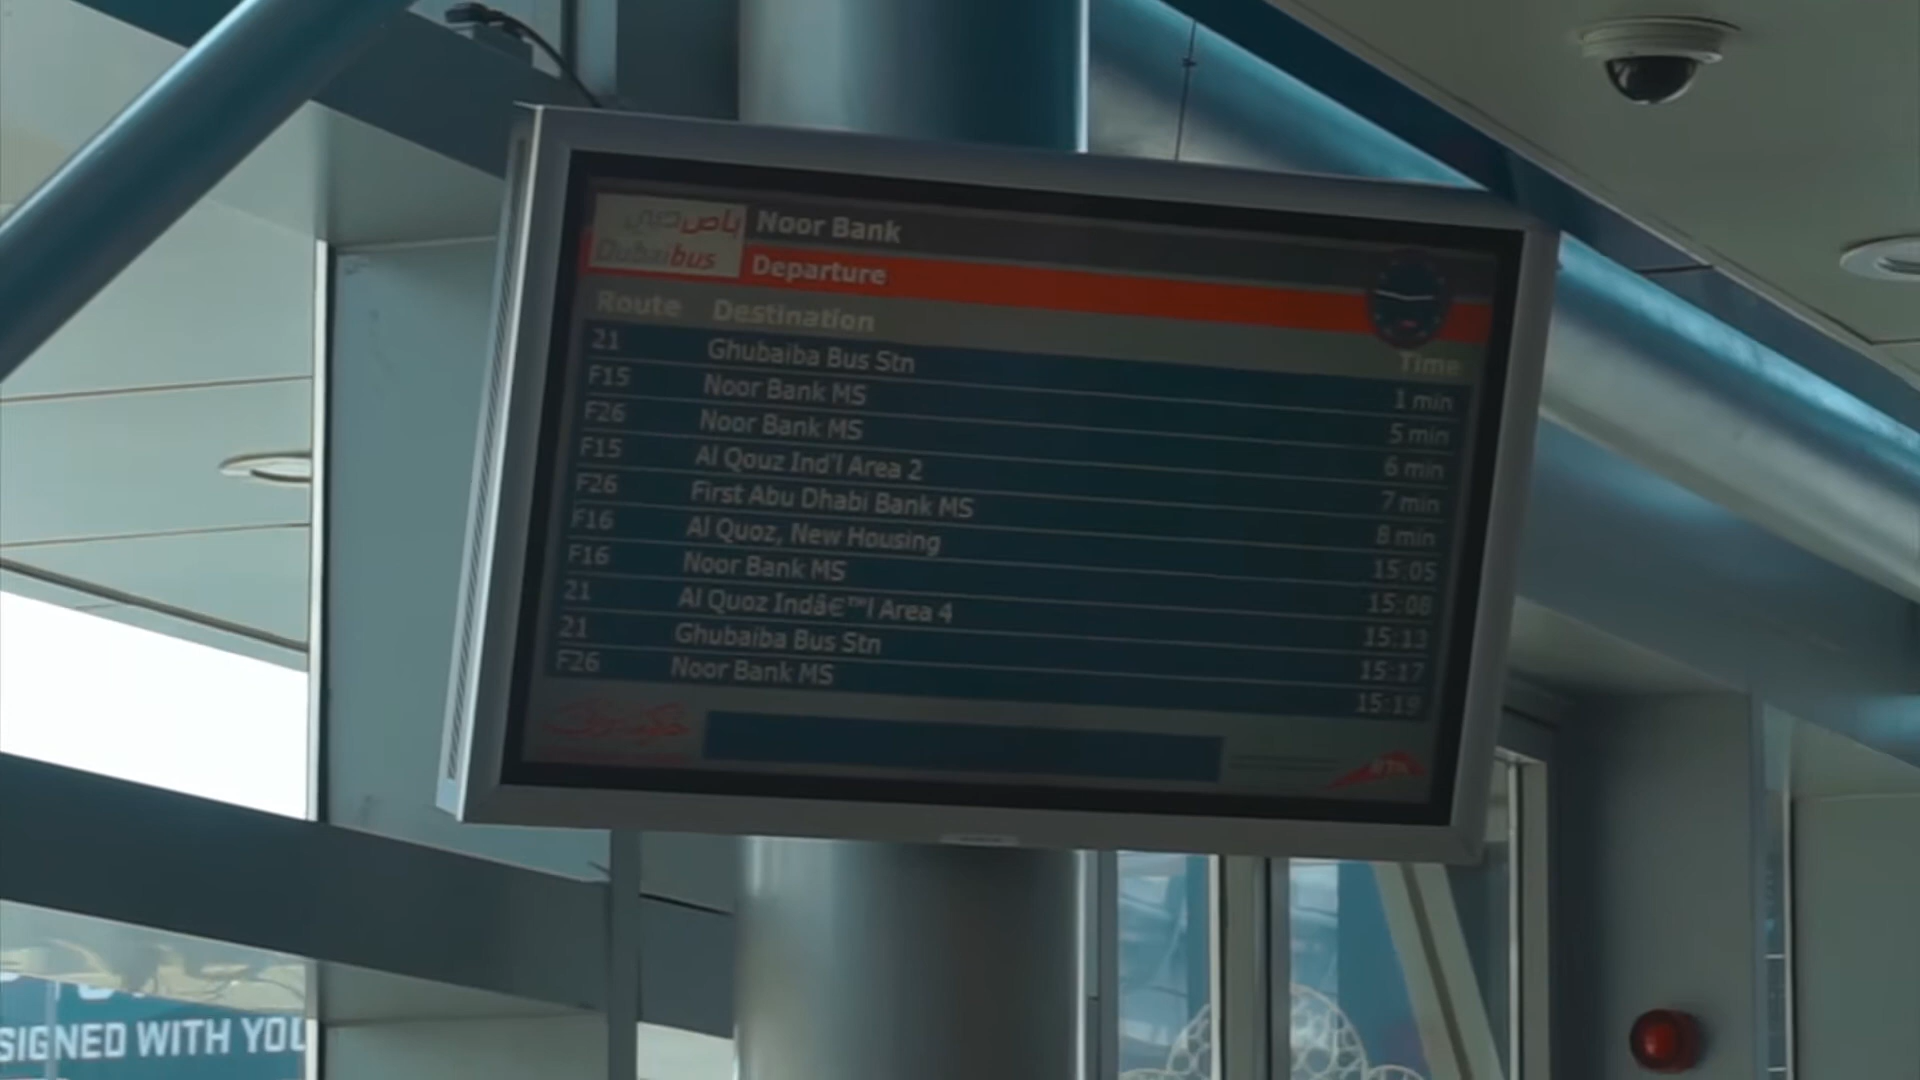 باص دبي
Dubaibus
Noor Bank
Departure
Route Destination Time
21 Ghubaiba Bus Stn 1 min
F15 Noor Bank MS 5 min
F26 Noor Bank MS 6 min
F15 Al Qouz Ind'l Area 2 7 min
F26 First Abu Dhabi Bank MS 8 min
F16 Al Quoz, New Housing 15:05
F16 Noor Bank MS 15:08
21 Al Quoz Indâ€™l Area 4 15:13
21 Ghubaiba Bus Stn 15:17
F26 Noor Bank MS 15:19
RTA
SIGNED WITH YOU